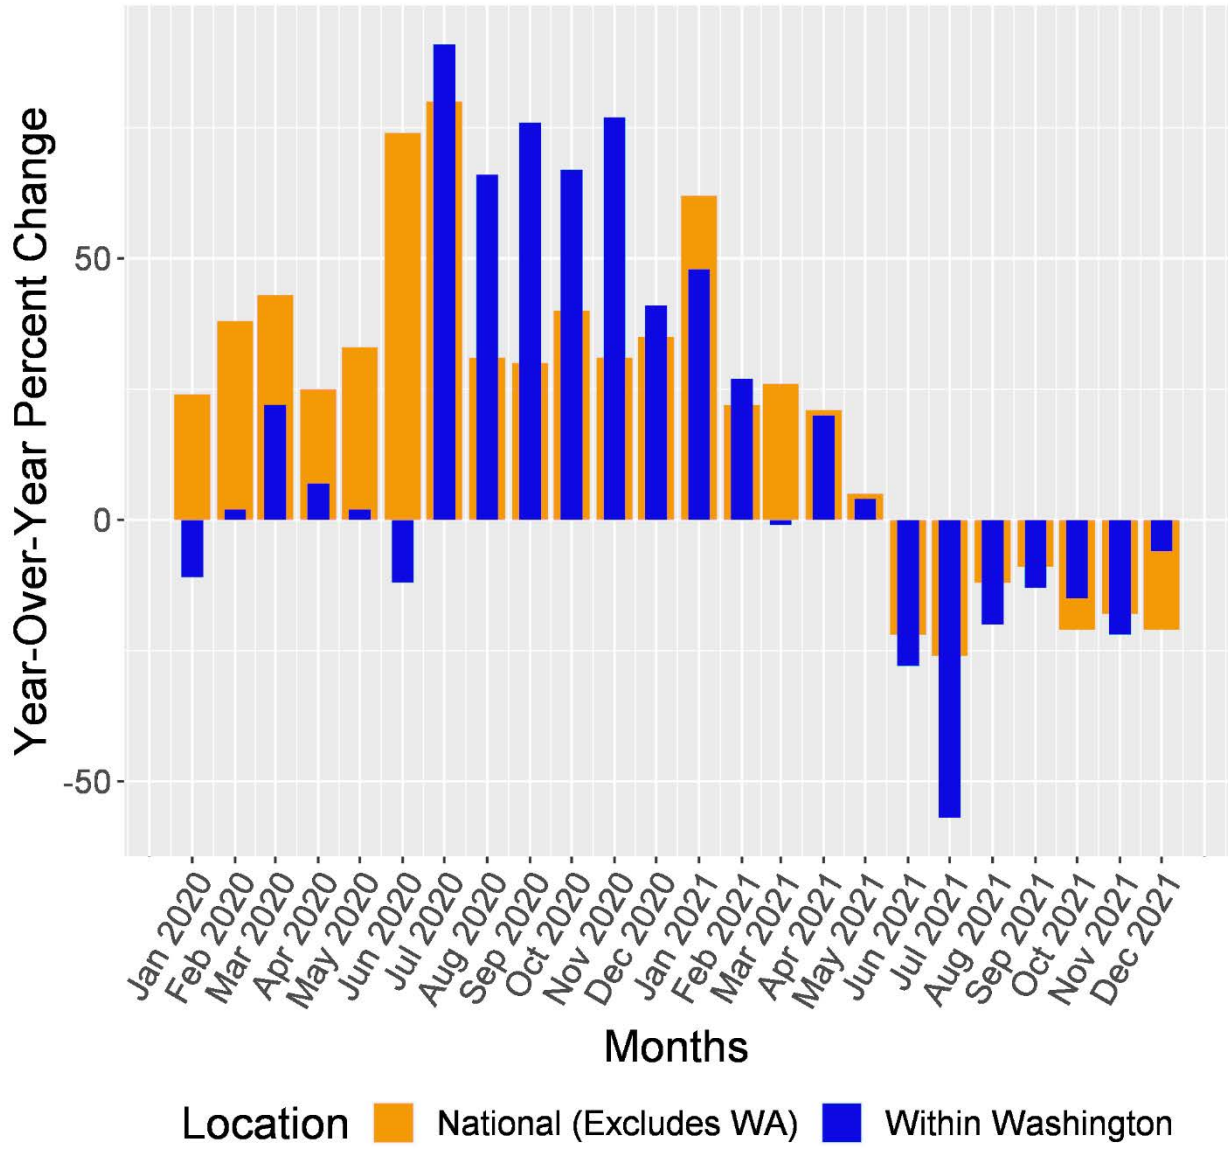 Year-Over-Year Percent Change
50
0
-50
Jan 2020
Feb 2020
Mar 2020
Apr 2020
May 2020
Jun 2020
Jul 2020
Aug 2020
Sep 2020
Oct 2020
Nov 2020
Dec 2020
Jan 2021
Feb 2021
Mar 2021
Apr 2021
May 2021
Jun 2021
Jul 2021
Aug 2021
Sep 2021
Oct 2021
Nov 2021
Dec 2021
Months
Location National (Excludes WA) Within Washington